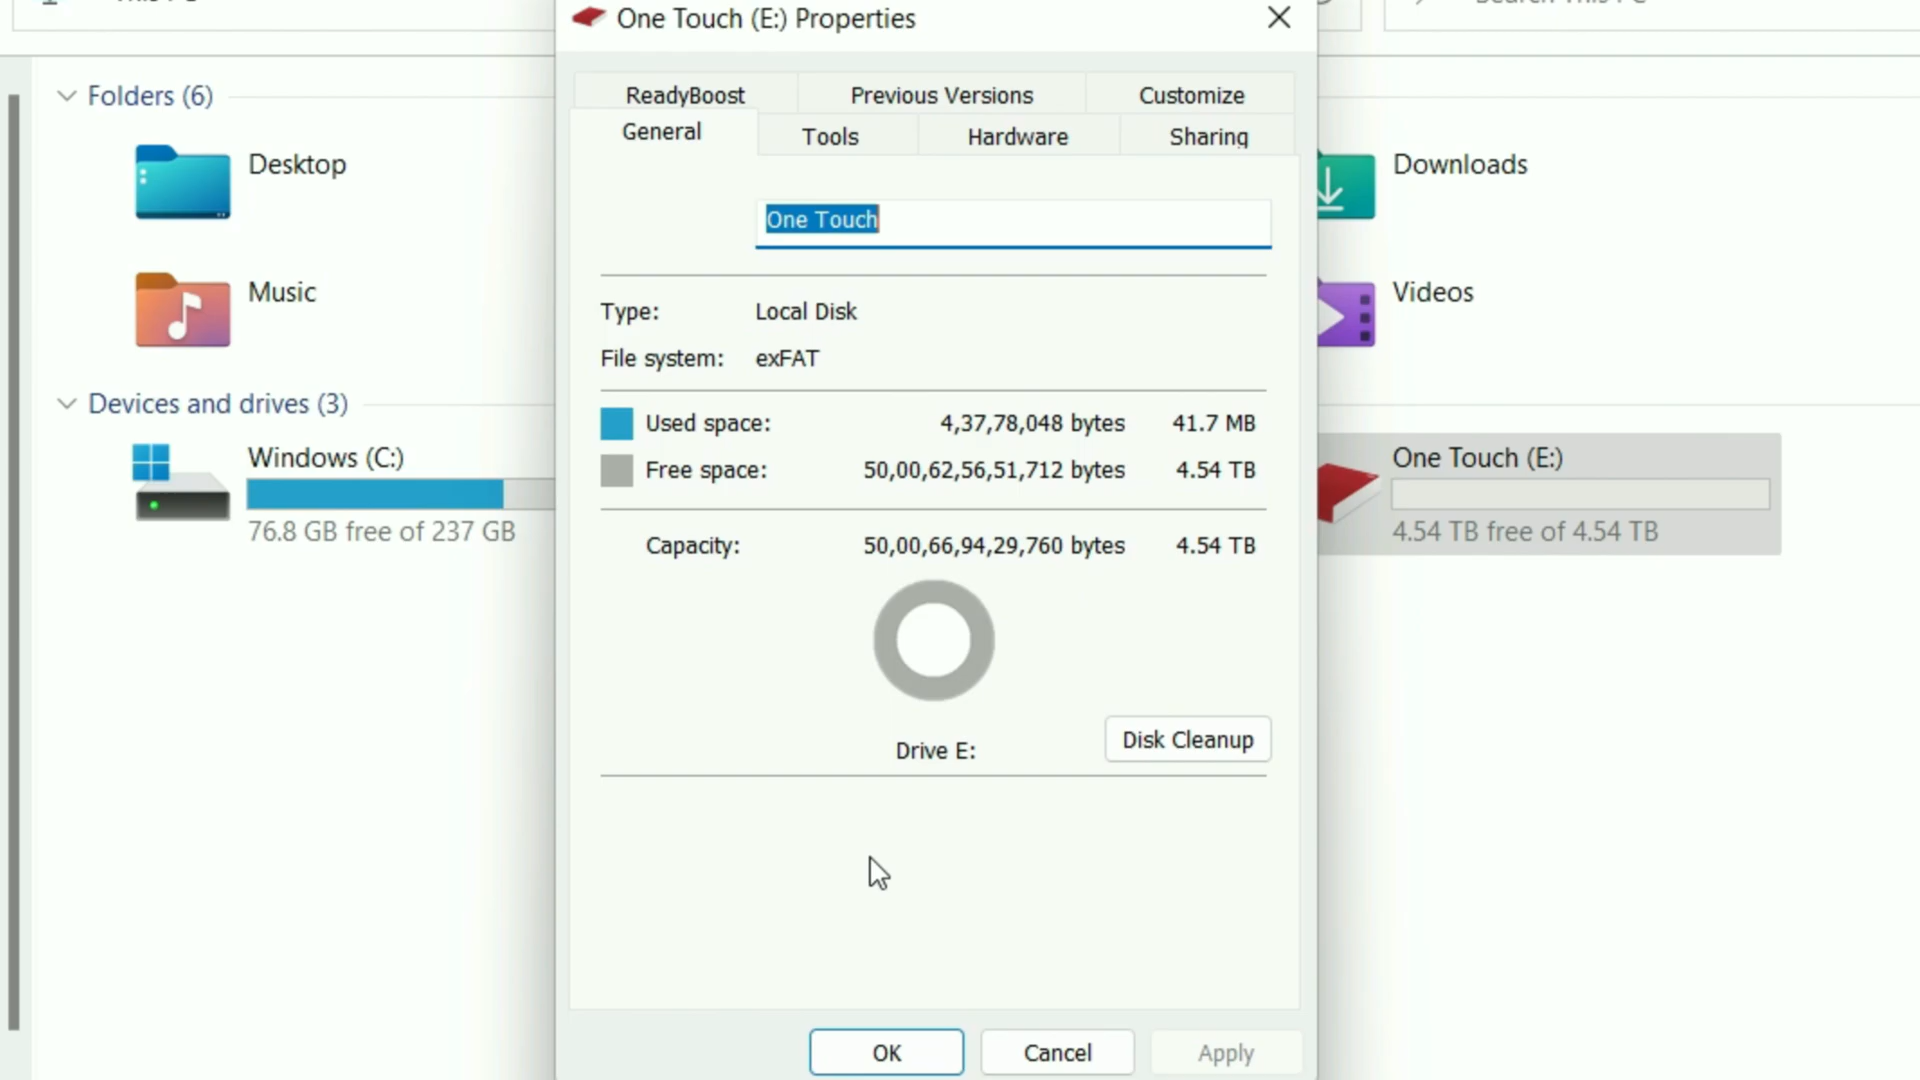 One Touch (E:) Properties
Folders (6)
ReadyBoost Previous Versions Customize
General Tools Hardware Sharing
Desktop
Downloads
One Touch
Music
Videos
Type: Local Disk
File system: exFAT
Devices and drives (3)
Used space: 4,37,78,048 bytes 41.7 MB
Windows (C:)
Free space: 50,00,62,56,51,712 bytes 4.54 TB
One Touch (E:)
76.8 GB free of 237 GB
4.54 TB free of 4.54 TB
Capacity: 50,00,66,94,29,760 bytes 4.54 TB
Drive E:
Disk Cleanup
OK Cancel Apply